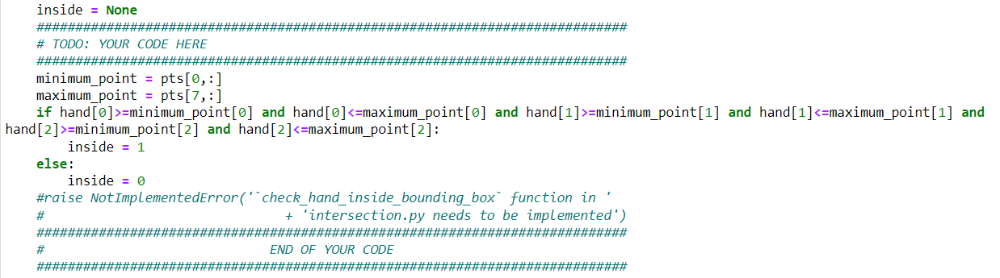 inside = None
############################################################################
# TODO: YOUR CODE HERE
############################################################################
minimum_point = pts[0,:]
maximum_point = pts[7,:]
if hand[0]>=minimum_point[0] and hand[0]<=maximum_point[0] and hand[1]>=minimum_point[1] and hand[1]<=maximum_point[1] and
hand[2]>=minimum_point[2] and hand[2]<=maximum_point[2]:
inside = 1
else:
inside = 0
#raise NotImplementedError('`check_hand_inside_bounding_box` function in '
# + 'intersection.py needs to be implemented')
############################################################################
# END OF YOUR CODE
############################################################################